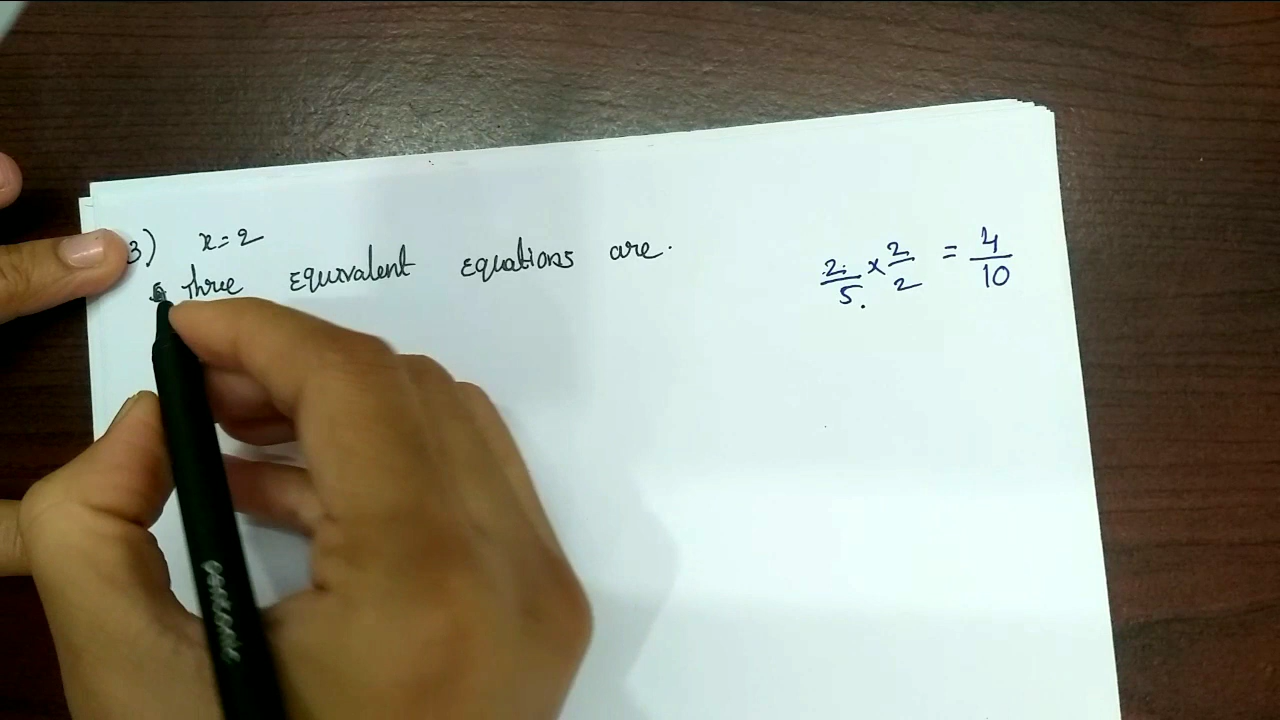 3) x=2
three equivalent equations are.
2/5 x 2/2 = 4/10